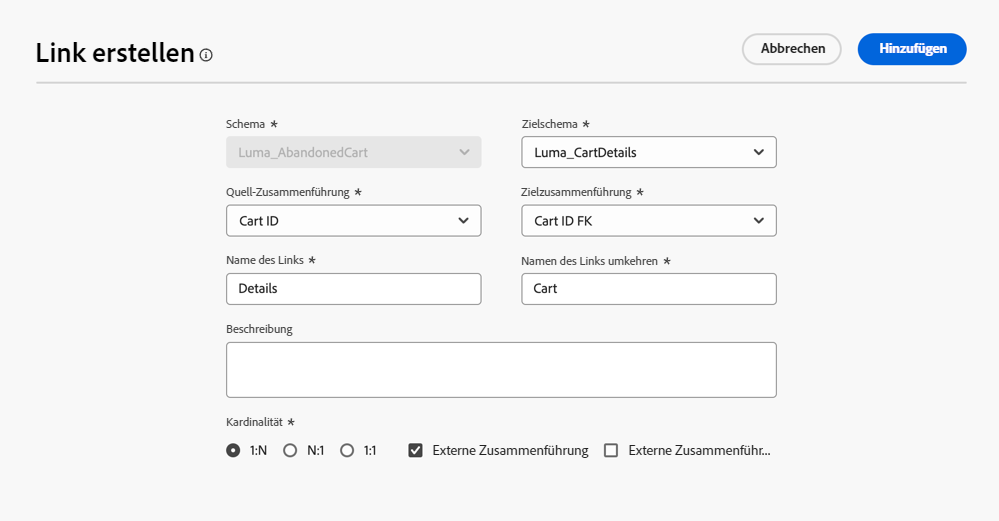 Link erstellen
Abbrechen
Hinzufügen
Schema *
Zielschema *
Luma_AbandonedCart
Luma_CartDetails
Quell-Zusammenführung *
Zielzusammenführung *
Cart ID
Cart ID FK
Name des Links *
Namen des Links umkehren *
Details
Cart
Beschreibung
Kardinalität *
1:N N:1 1:1 Externe Zusammenführung Externe Zusammenführ...